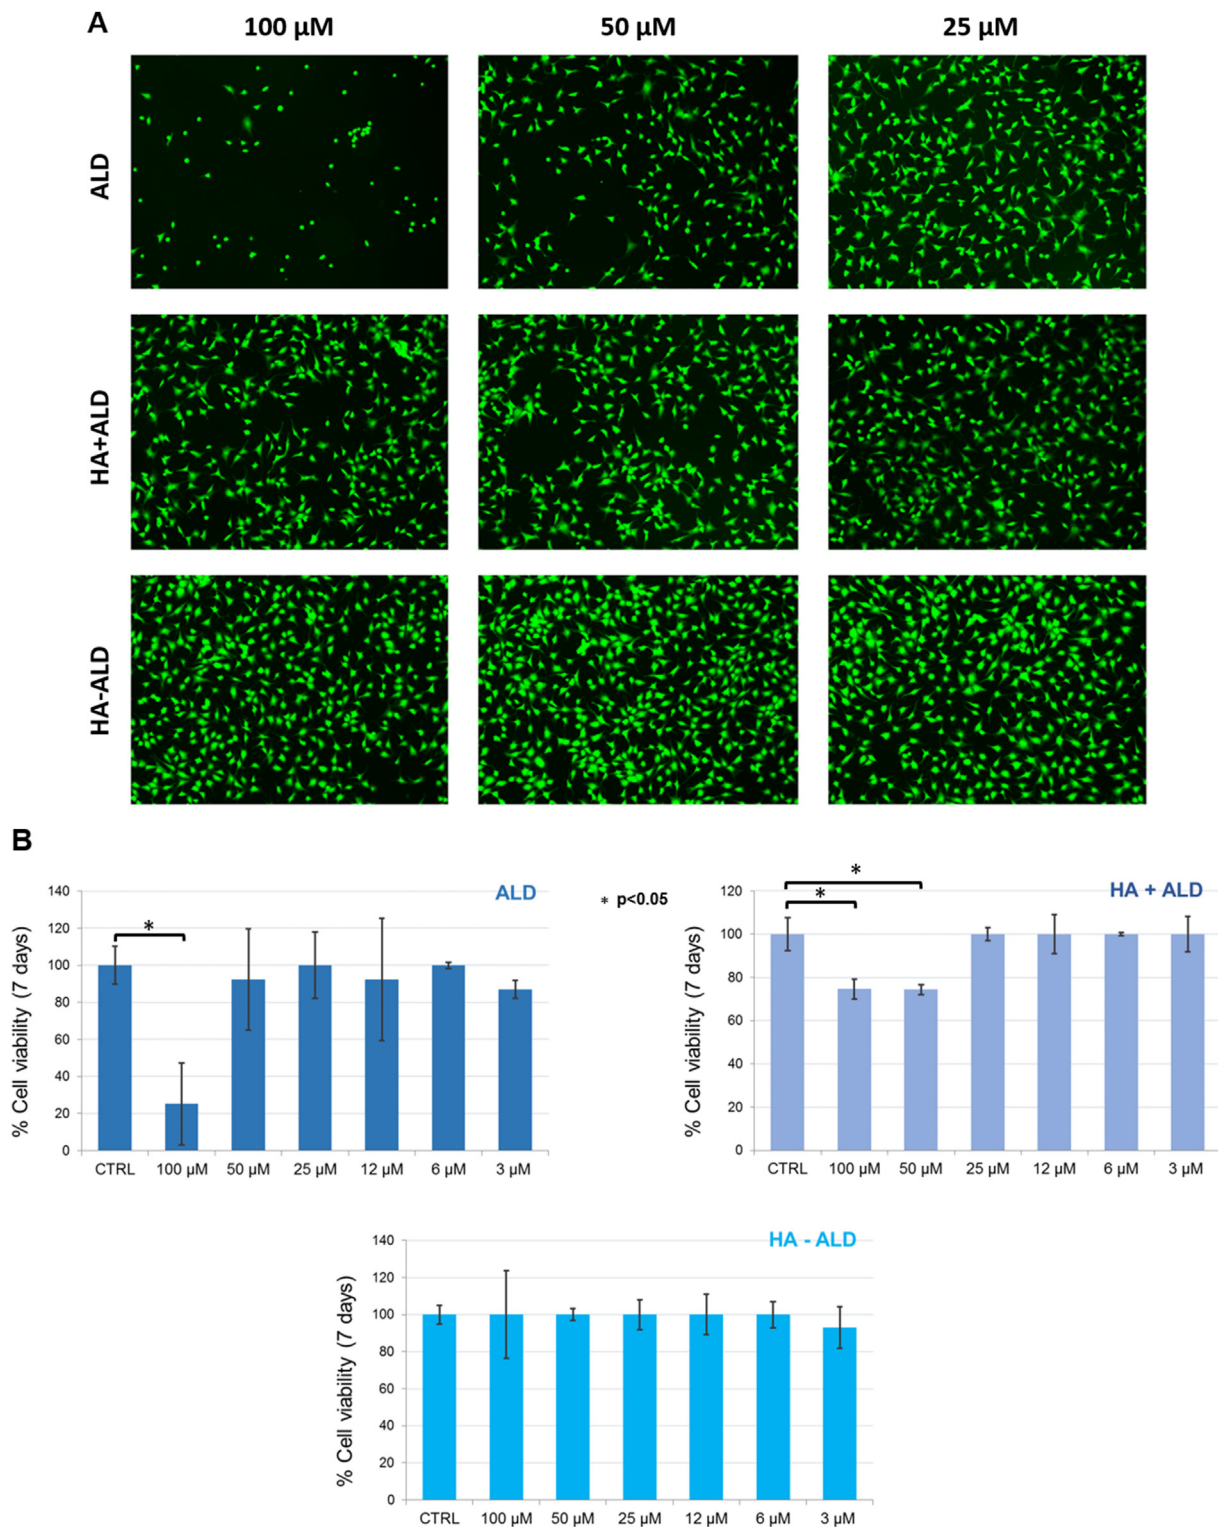 A
100 µM 50 µM 25 µM
ALD
HA+ALD
HA-ALD
B
ALD
% Cell viability (7 days)
140
120
100
80
60
40
20
0
CTRL 100 µM 50 µM 25 µM 12 µM 6 µM 3 µM
*
* p<0.05
HA + ALD
% Cell viability (7 days)
120
100
80
60
40
20
0
CTRL 100 µM 50 µM 25 µM 12 µM 6 µM 3 µM
*
*
HA - ALD
% Cell viability (7 days)
140
120
100
80
60
40
20
0
CTRL 100 µM 50 µM 25 µM 12 µM 6 µM 3 µM